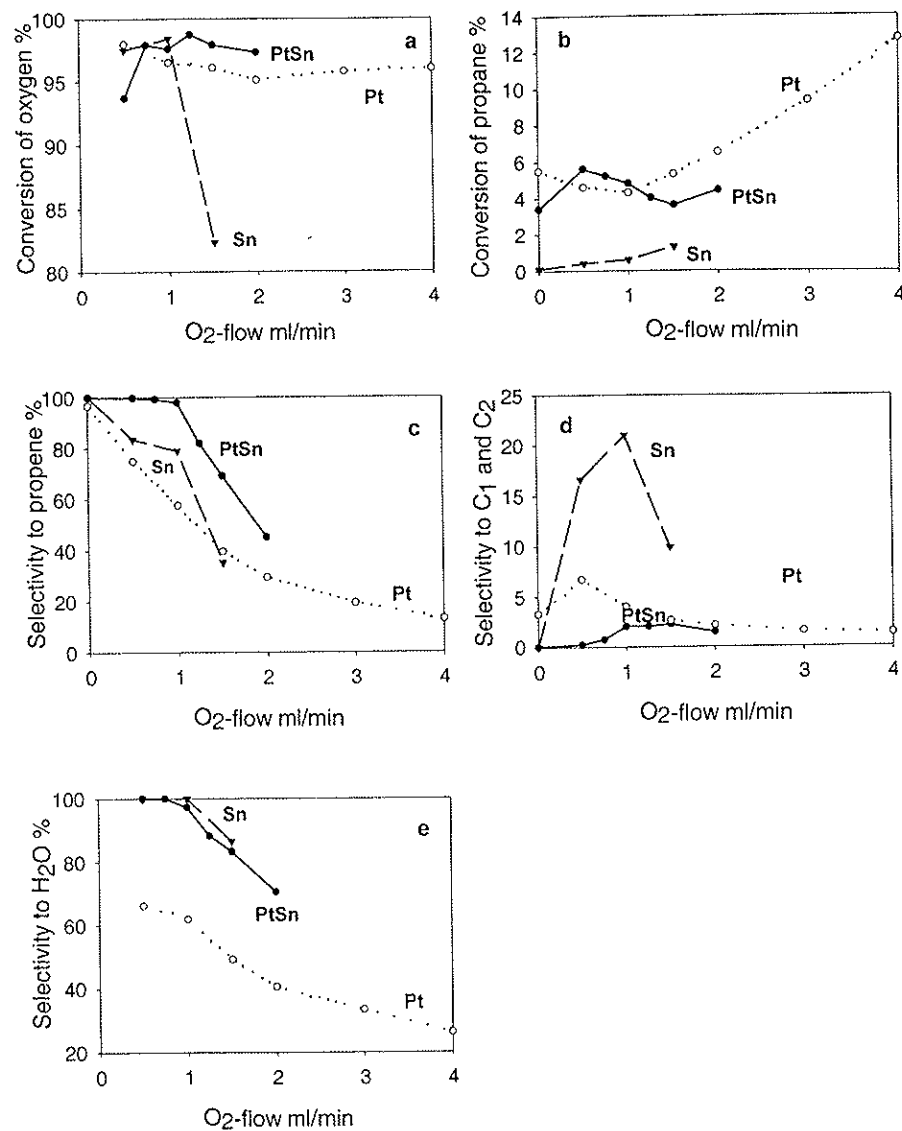 Conversion of oxygen %
100
95
90
85
80
a
PtSn
Pt
Sn
0 1 2 3 4
O2-flow ml/min
Conversion of propane %
14
12
10
8
6
4
2
0
b
Pt
PtSn
Sn
0 1 2 3 4
O2-flow ml/min
Selectivity to propene %
100
80
60
40
20
0
c
PtSn
Sn
Pt
0 1 2 3 4
O2-flow ml/min
Selectivity to C1 and C2
25
20
15
10
5
0
d
Sn
Pt
PtSn
0 1 2 3 4
O2-flow ml/min
Selectivity to H2O %
100
80
60
40
20
e
Sn
PtSn
Pt
0 1 2 3 4
O2-flow ml/min